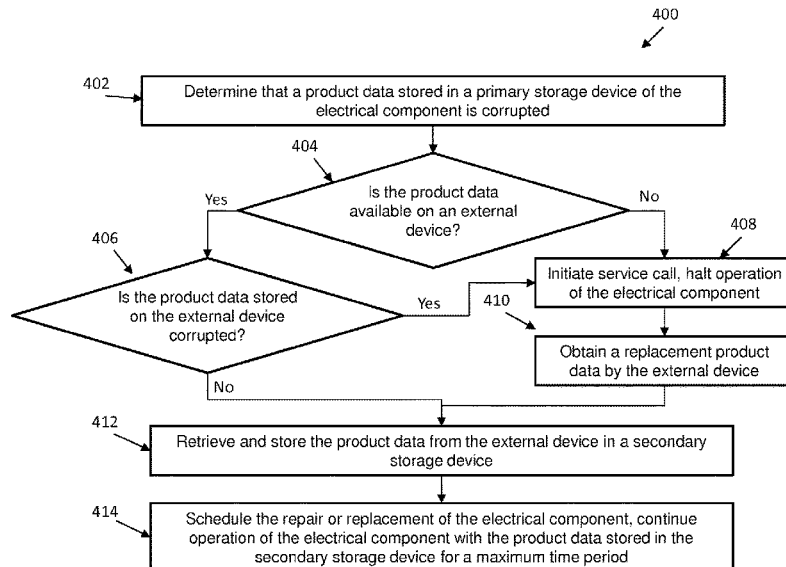 400
402
Determine that a product data stored in a primary storage device of the
electrical component is corrupted
404
Yes
Is the product data
available on an external
device?
No
406
408
Is the product data stored
on the external device
corrupted?
Yes
Initiate service call, halt operation
of the electrical component
410
Obtain a replacement product
data by the external device
No
412
Retrieve and store the product data from the external device in a secondary
storage device
414
Schedule the repair or replacement of the electrical component, continue
operation of the electrical component with the product data stored in the
secondary storage device for a maximum time period